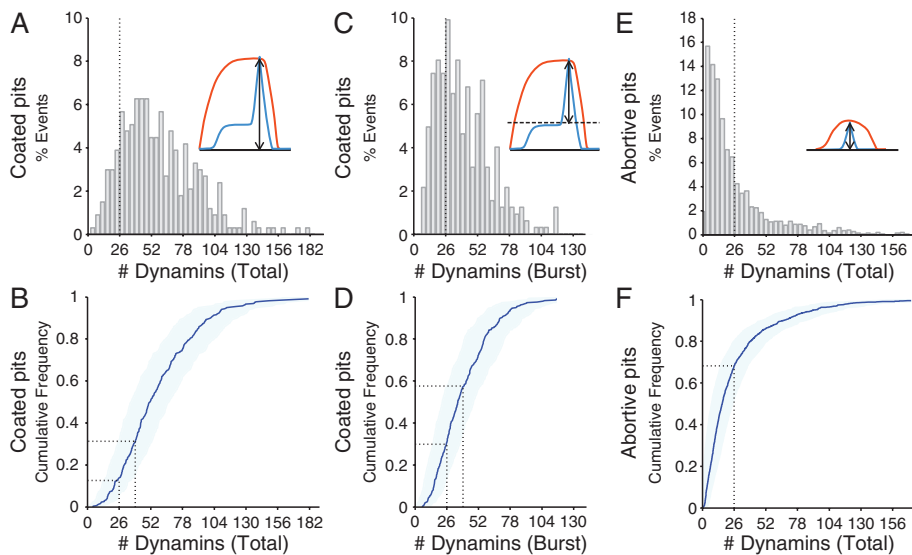 A
Coated pits
% Events
10
8
6
4
2
0
0 26 52 78 104 130 156 182
# Dynamins (Total)
C
Coated pits
% Events
10
8
6
4
2
0
0 26 52 78 104 130
# Dynamins (Burst)
E
Abortive pits
% Events
18
16
14
12
10
8
6
4
2
0
0 26 52 78 104 130 156
# Dynamins (Total)
B
Coated pits
Cumulative Frequency
1
0.8
0.6
0.4
0.2
0
0 26 52 78 104 130 156 182
# Dynamins (Total)
D
Coated pits
Cumulative Frequency
1
0.8
0.6
0.4
0.2
0
0 26 52 78 104 130
# Dynamins (Burst)
F
Abortive pits
Cumulative Frequency
1
0.8
0.6
0.4
0.2
0
0 26 52 78 104 130 156
# Dynamins (Total)